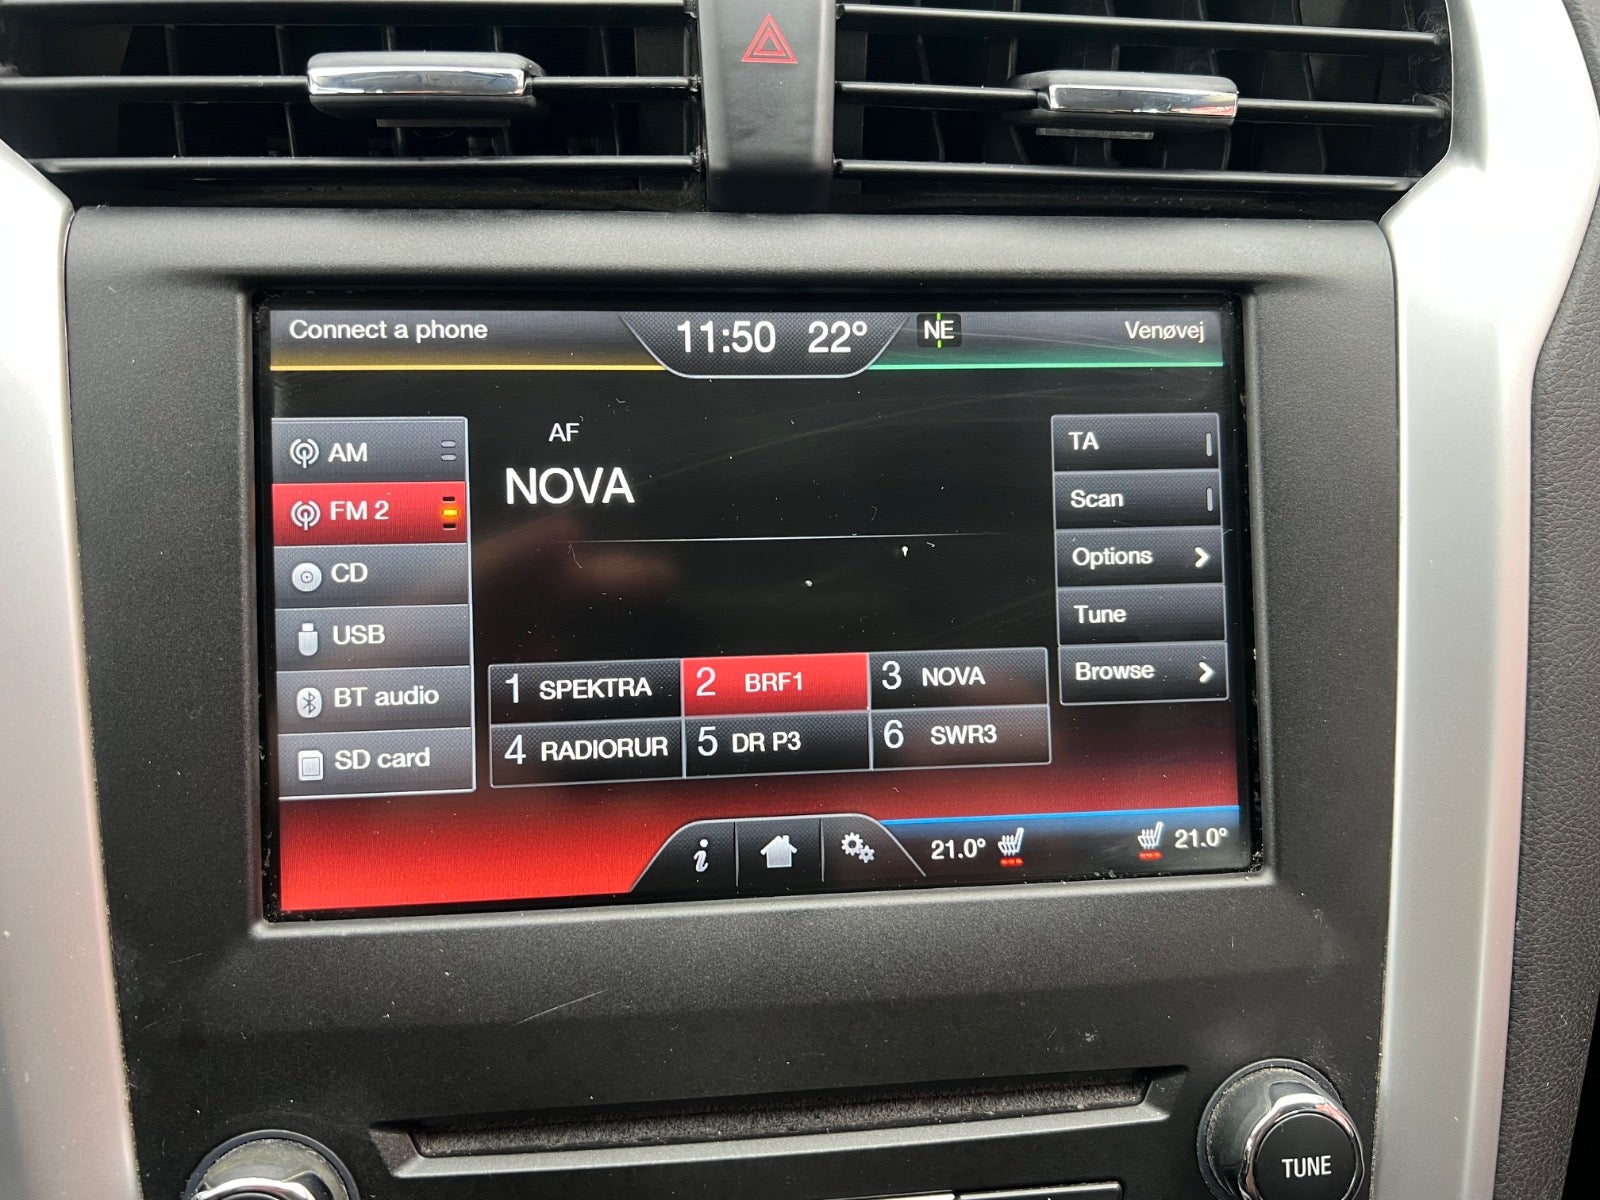 Connect a phone
11:50 22°
NE
Venøvej
AM
FM 2
CD
USB
BT audio
SD card
AF
NOVA
1 SPEKTRA
2 BRF1
3 NOVA
4 RADIORUR
5 DR P3
6 SWR3
TA
Scan
Options
Tune
Browse
i
21.0°
21.0°
TUNE